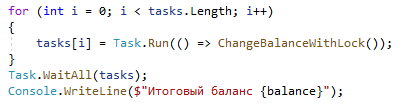 for (int i = 0; i < tasks.Length; i++)
{
    tasks[i] = Task.Run(() => ChangeBalanceWithLock());
}
Task.WaitAll(tasks);
Console.WriteLine($"Итоговый баланс {balance}");